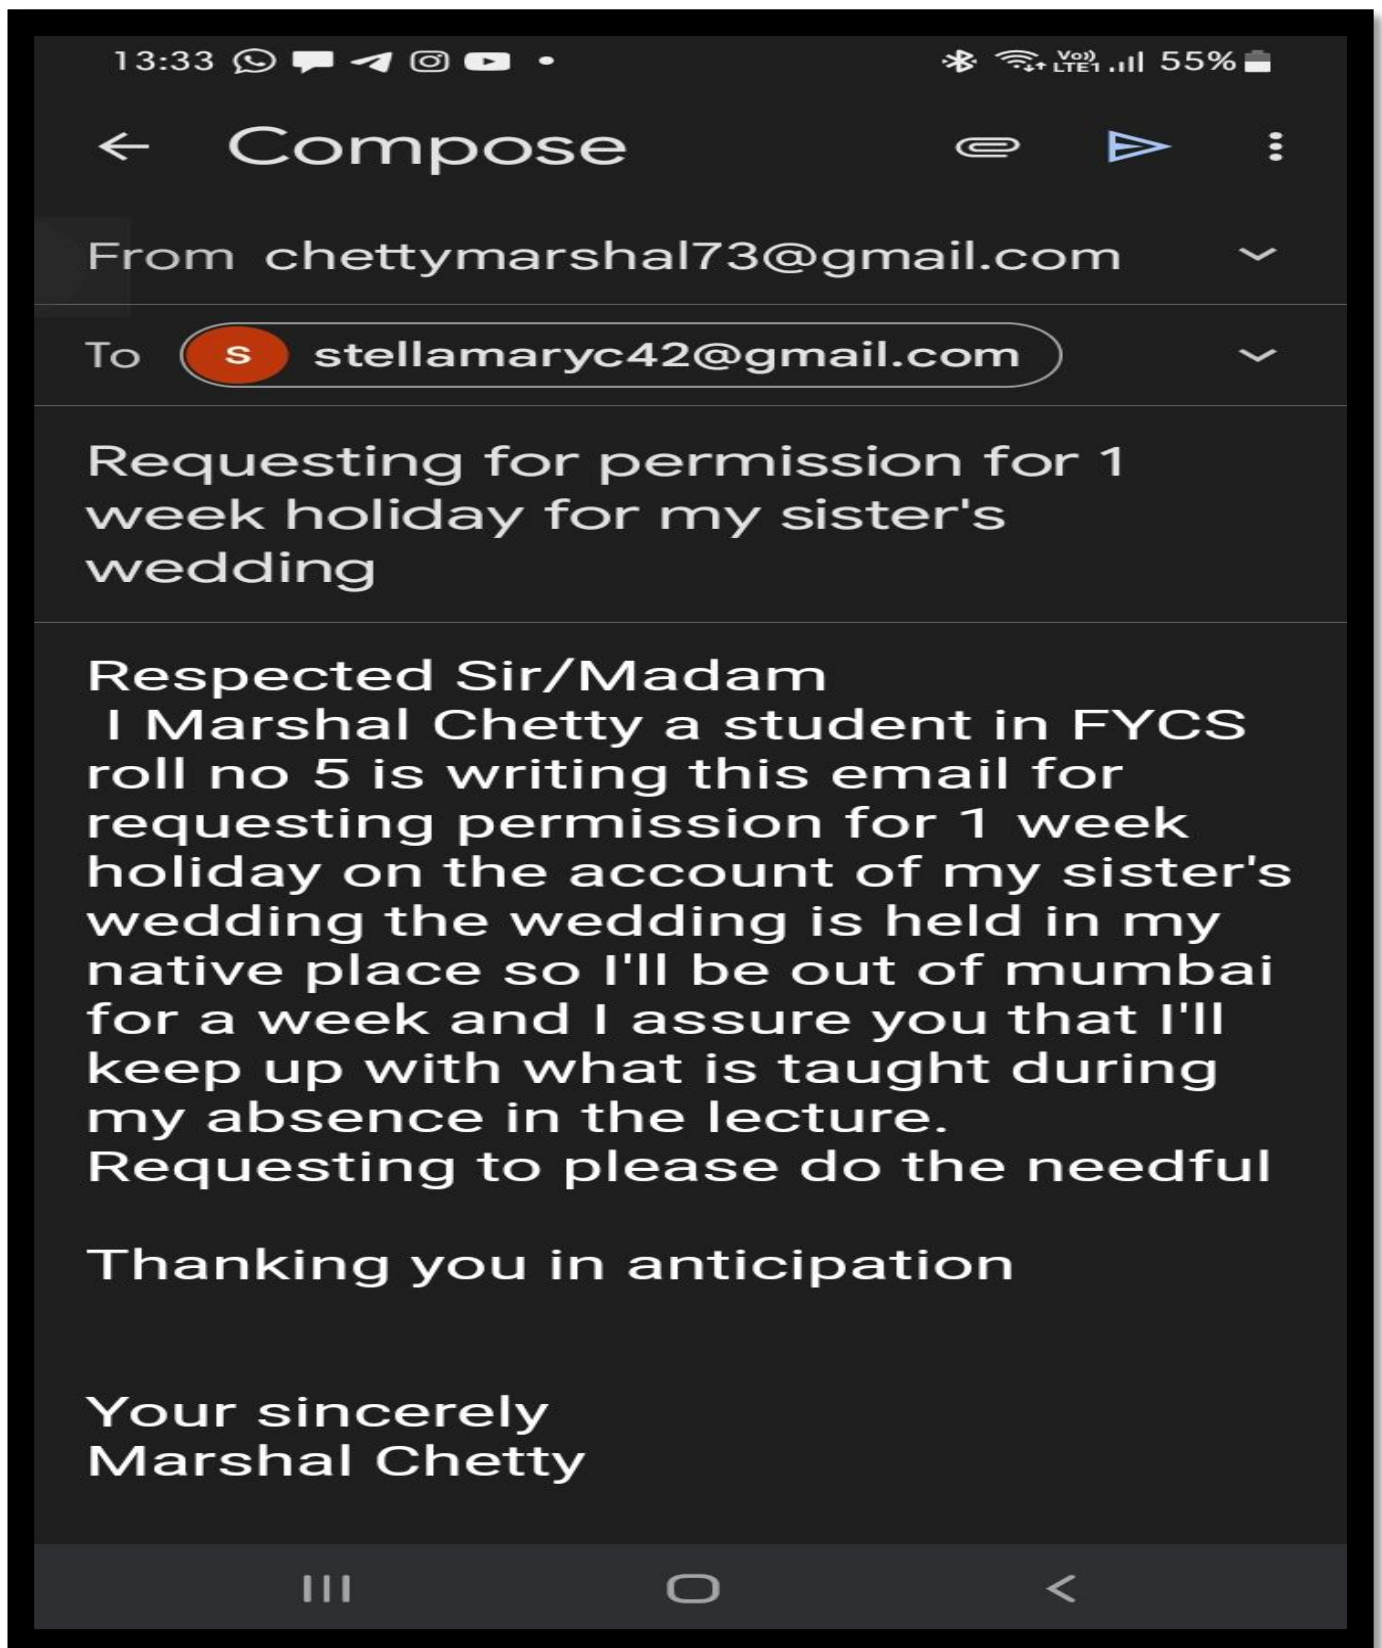 13:33 55%
Compose
From chettymarshal73@gmail.com
To s stellamaryc42@gmail.com
Requesting for permission for 1
week holiday for my sister's
wedding
Respected Sir/Madam
I Marshal Chetty a student in FYCS
roll no 5 is writing this email for
requesting permission for 1 week
holiday on the account of my sister's
wedding the wedding is held in my
native place so I'll be out of mumbai
for a week and I assure you that I'll
keep up with what is taught during
my absence in the lecture.
Requesting to please do the needful
Thanking you in anticipation
Your sincerely
Marshal Chetty